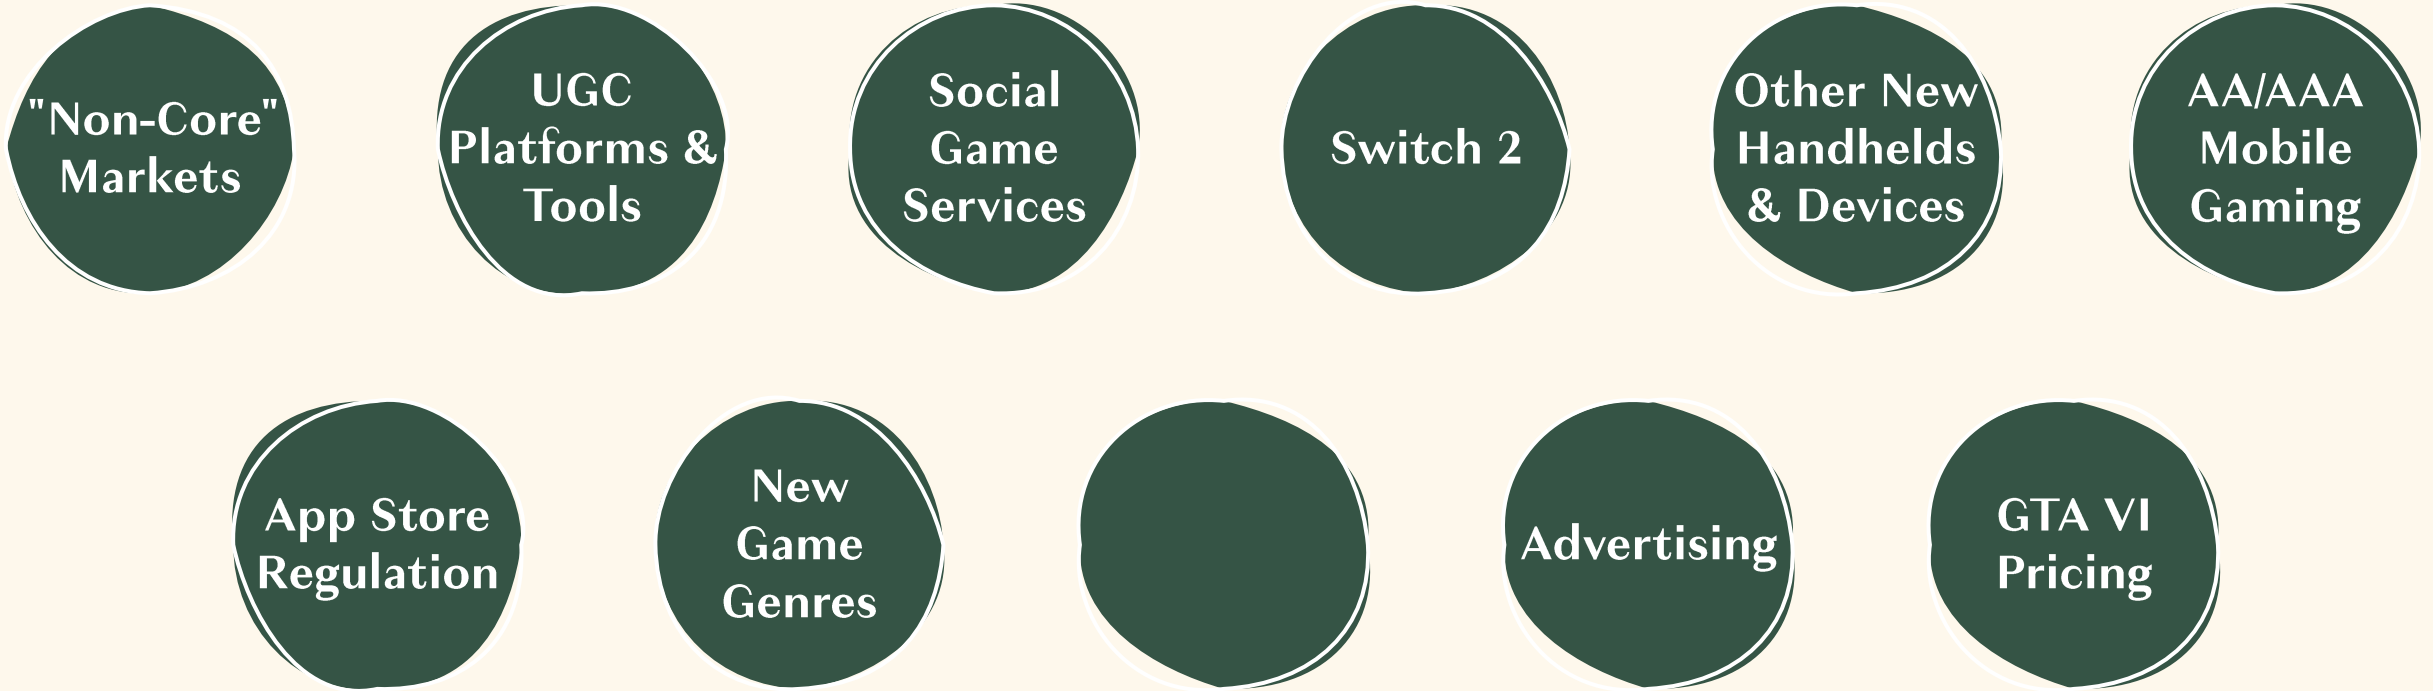 "Non-Core"
Markets
UGC
Platforms &
Tools
Social
Game
Services
Switch 2
Other New
Handhelds
& Devices
AA/AAA
Mobile
Gaming
App Store
Regulation
New
Game
Genres
Advertising
GTA VI
Pricing